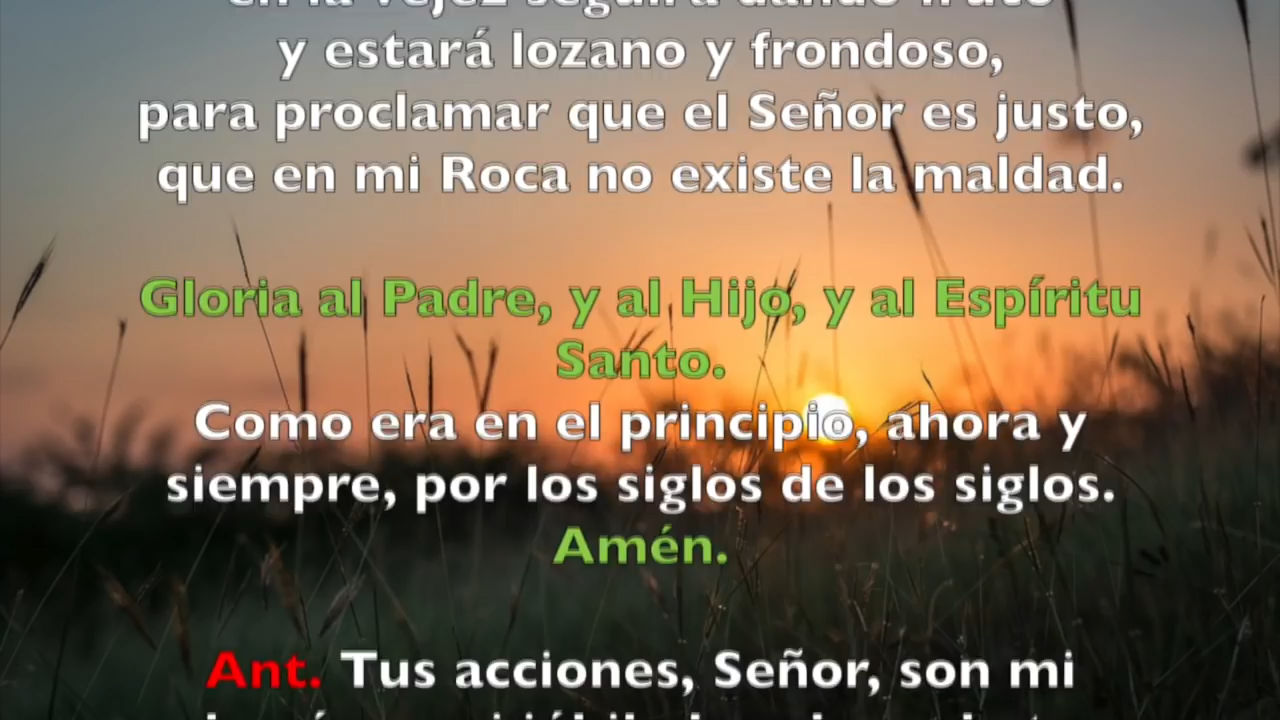 en la vejez seguirá dando fruto
y estará lozano y frondoso,
para proclamar que el Señor es justo,
que en mi Roca no existe la maldad.
Gloria al Padre, y al Hijo, y al Espíritu
Santo.
Como era en el principio, ahora y
siempre, por los siglos de los siglos.
Amén.
Ant. Tus acciones, Señor, son mi